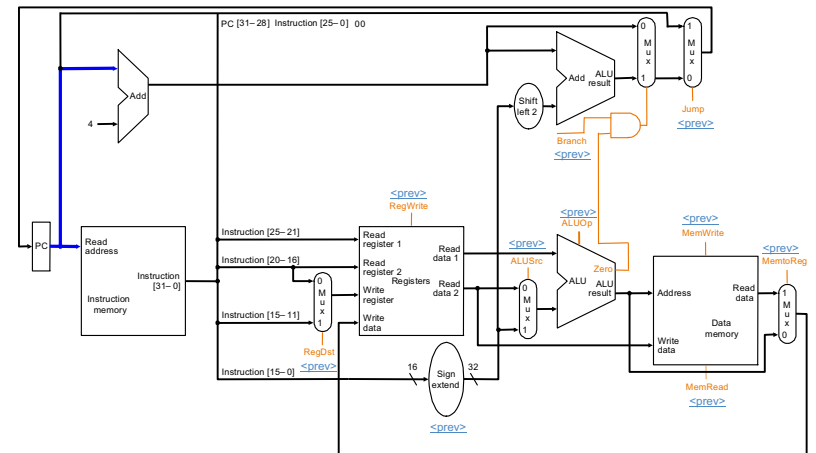 PC [31–28] Instruction [25–0] 00
0
M
u
x
1
1
M
u
x
0
Add
4
Add
ALU
result
Shift
left 2
Jump
<prev>
Branch
<prev>
<prev>
RegWrite
<prev>
ALUOp
<prev>
MemWrite
<prev>
MemtoReg
<prev>
ALUSrc
PC
Read
address
Instruction
[31–0]
Instruction
memory
Instruction [25–21]
Instruction [20–16]
Instruction [15–11]
Instruction [15–0]
0
M
u
x
1
RegDst
<prev>
Read
register 1
Read
register 2
Registers
Write
register
Write
data
Read
data 1
Read
data 2
0
M
u
x
1
Zero
ALU
ALU
result
Address
Read
data
Data
memory
Write
data
1
M
u
x
0
MemRead
<prev>
16
Sign
extend
32
<prev>